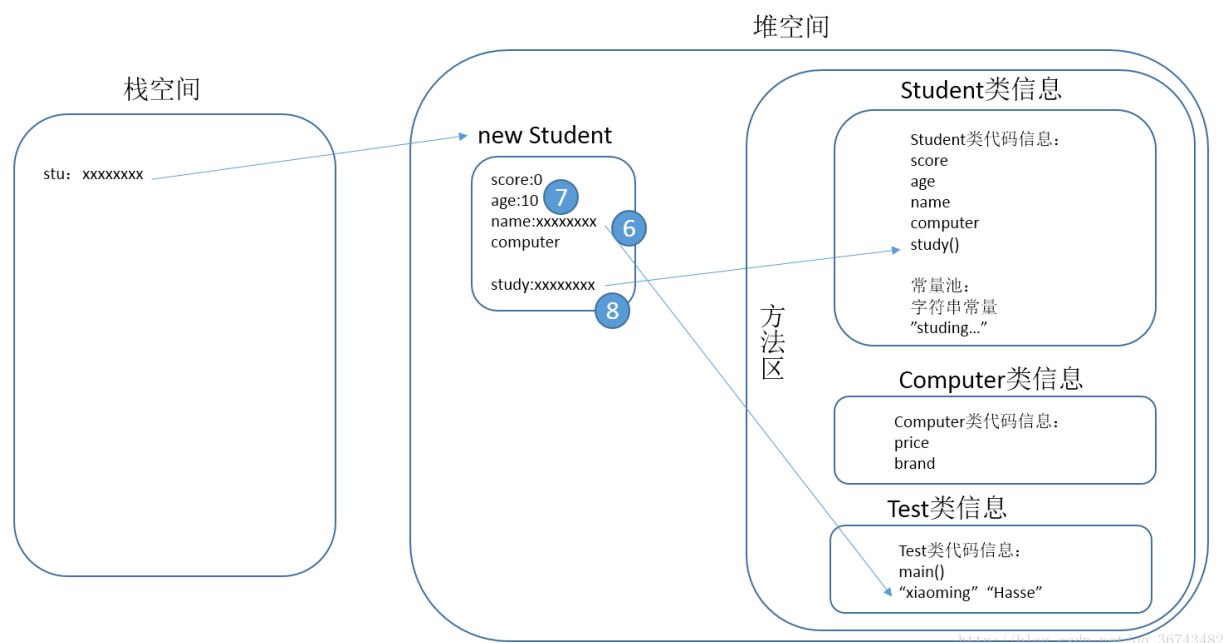 堆空间
栈空间
stu: xxxxxxxx
new Student
score:0
age:10
7
name:xxxxxxxx
6
computer
study:xxxxxxxx
8
方法区
Student类信息
Student类代码信息：
score
age
name
computer
study()
常量池：
字符串常量
”studing...”
Computer类信息
Computer类代码信息：
price
brand
Test类信息
Test类代码信息：
main()
“xiaoming” “Hasse”